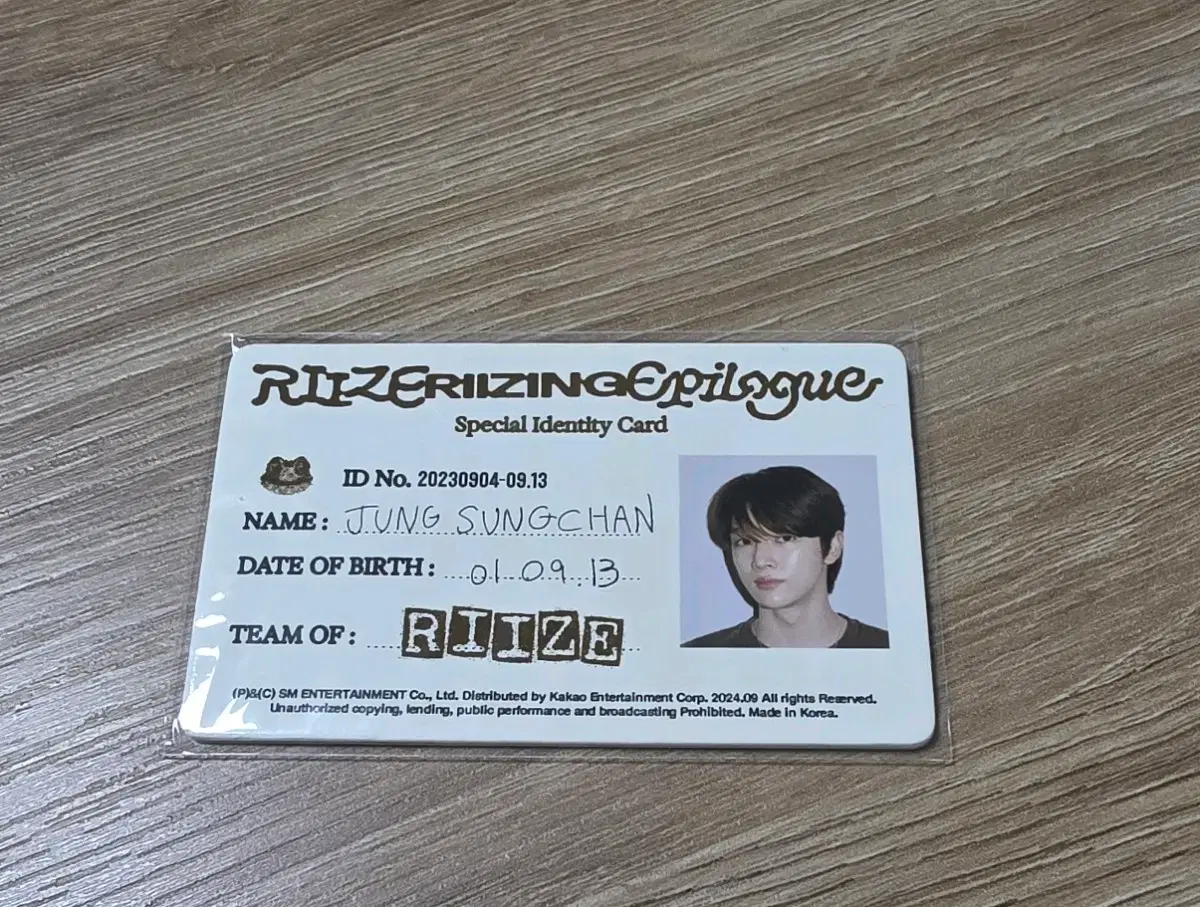 RIIZE RIIZING Epilogue
Special Identity Card
ID No. 20230904-09.13
NAME : JUNG SUNGCHAN
DATE OF BIRTH : 01.09.13
TEAM OF : RIIZE
(P)&(C) SM ENTERTAINMENT Co., Ltd. Distributed by Kakao Entertainment Corp. 2024.09 All rights Reserved.
Unauthorized copying, lending, public performance and broadcasting Prohibited. Made in Korea.